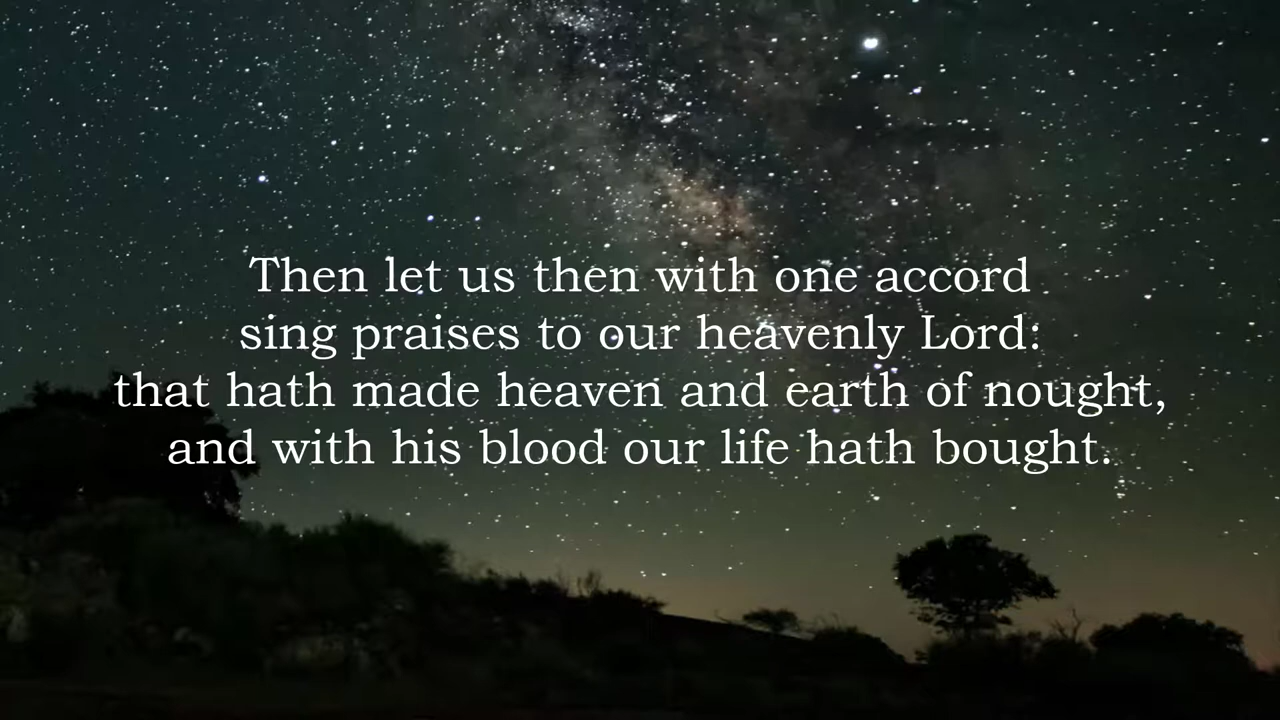 Then let us then with one accord
sing praises to our heavenly Lord:
that hath made heaven and earth of nought,
and with his blood our life hath bought.